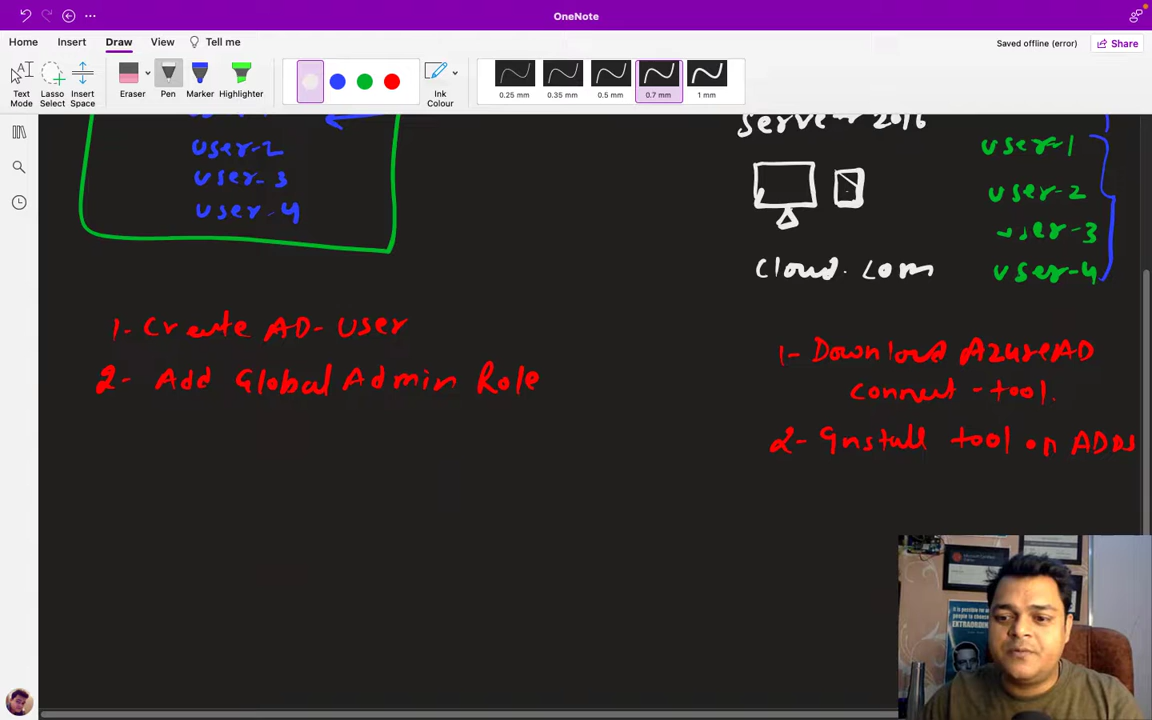 OneNote
Home Insert Draw View Tell me
Saved offline (error) Share
Text Mode
Lasso Select
Insert Space
Eraser
Pen
Marker
Highlighter
Ink Colour
0.25 mm 0.35 mm 0.5 mm 0.7 mm 1 mm
user-2
user-3
user-4
Server 2016
user-1
user-2
user-3
user-4
cloud.com
1- Create AD-User
2- Add Global Admin Role
1- Download AzureAD
connect-tool.
2- Install tool on ADDS